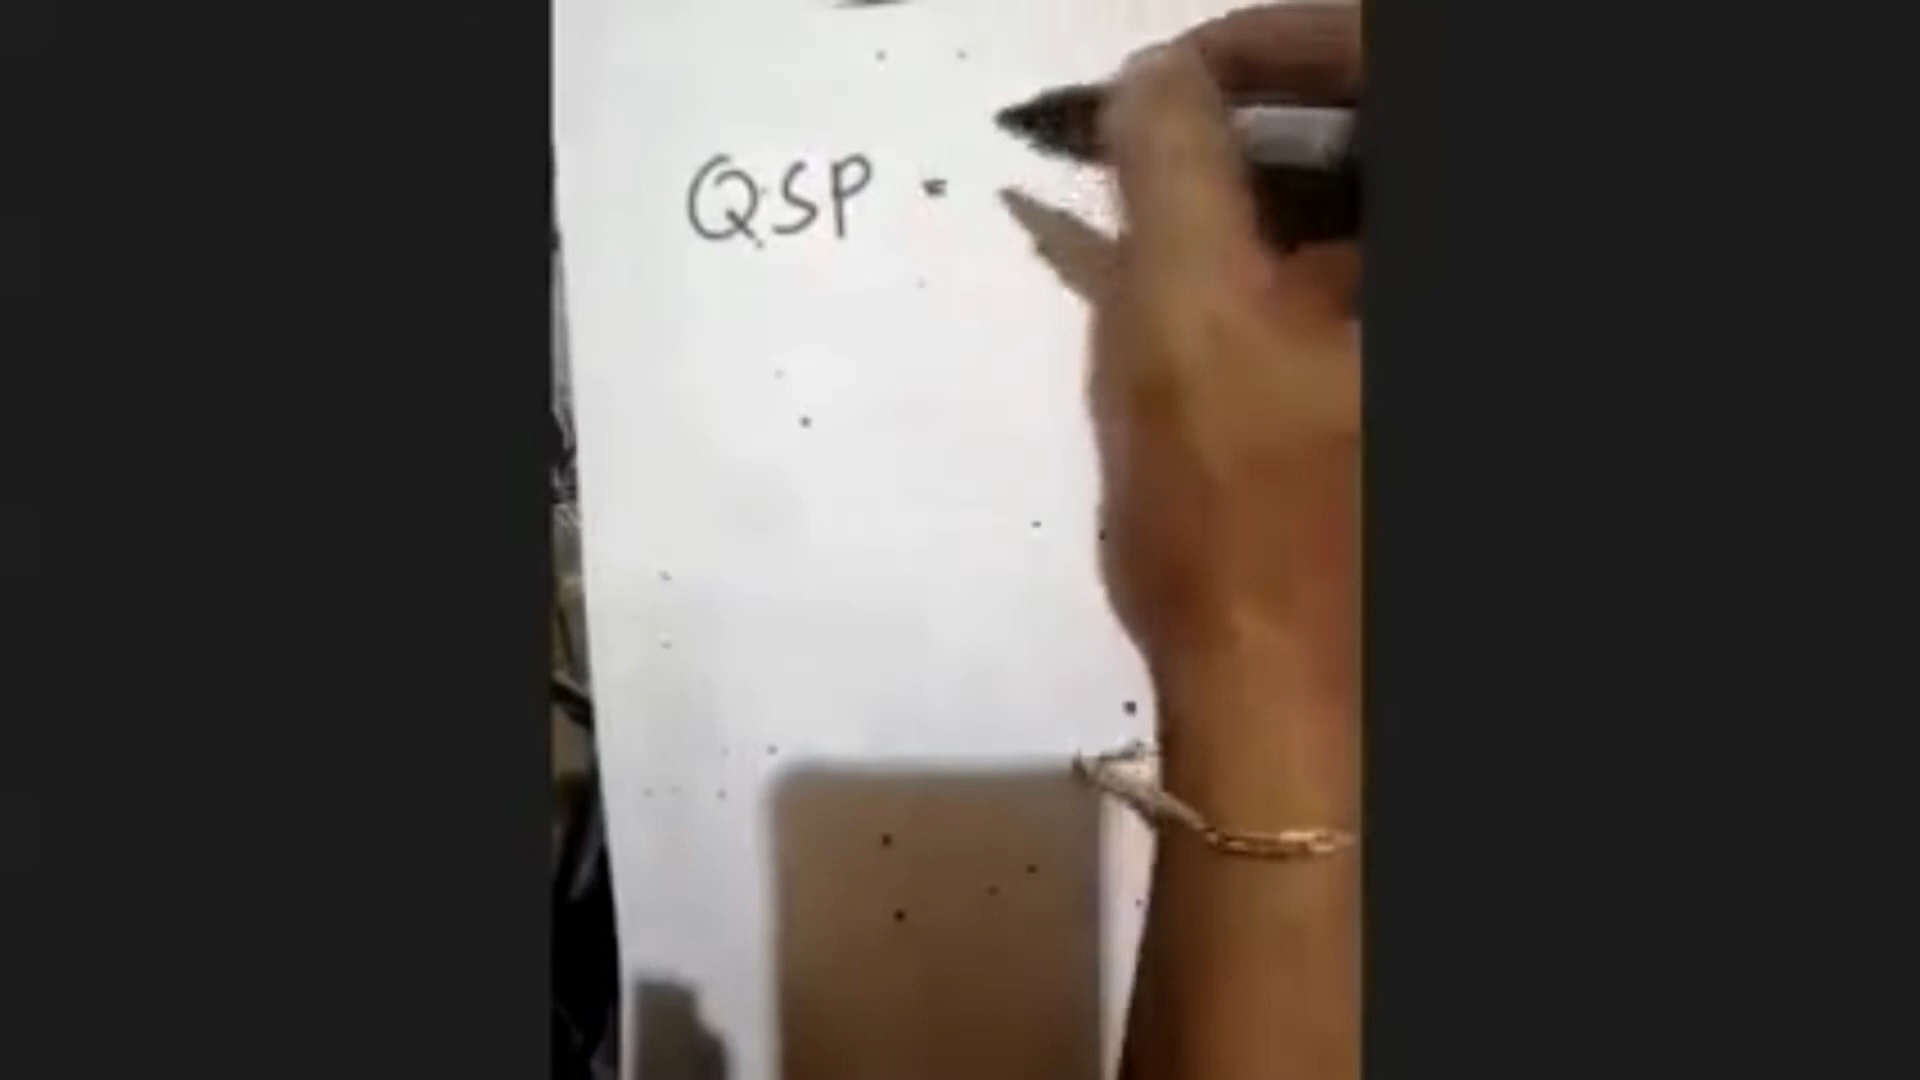 QSP =